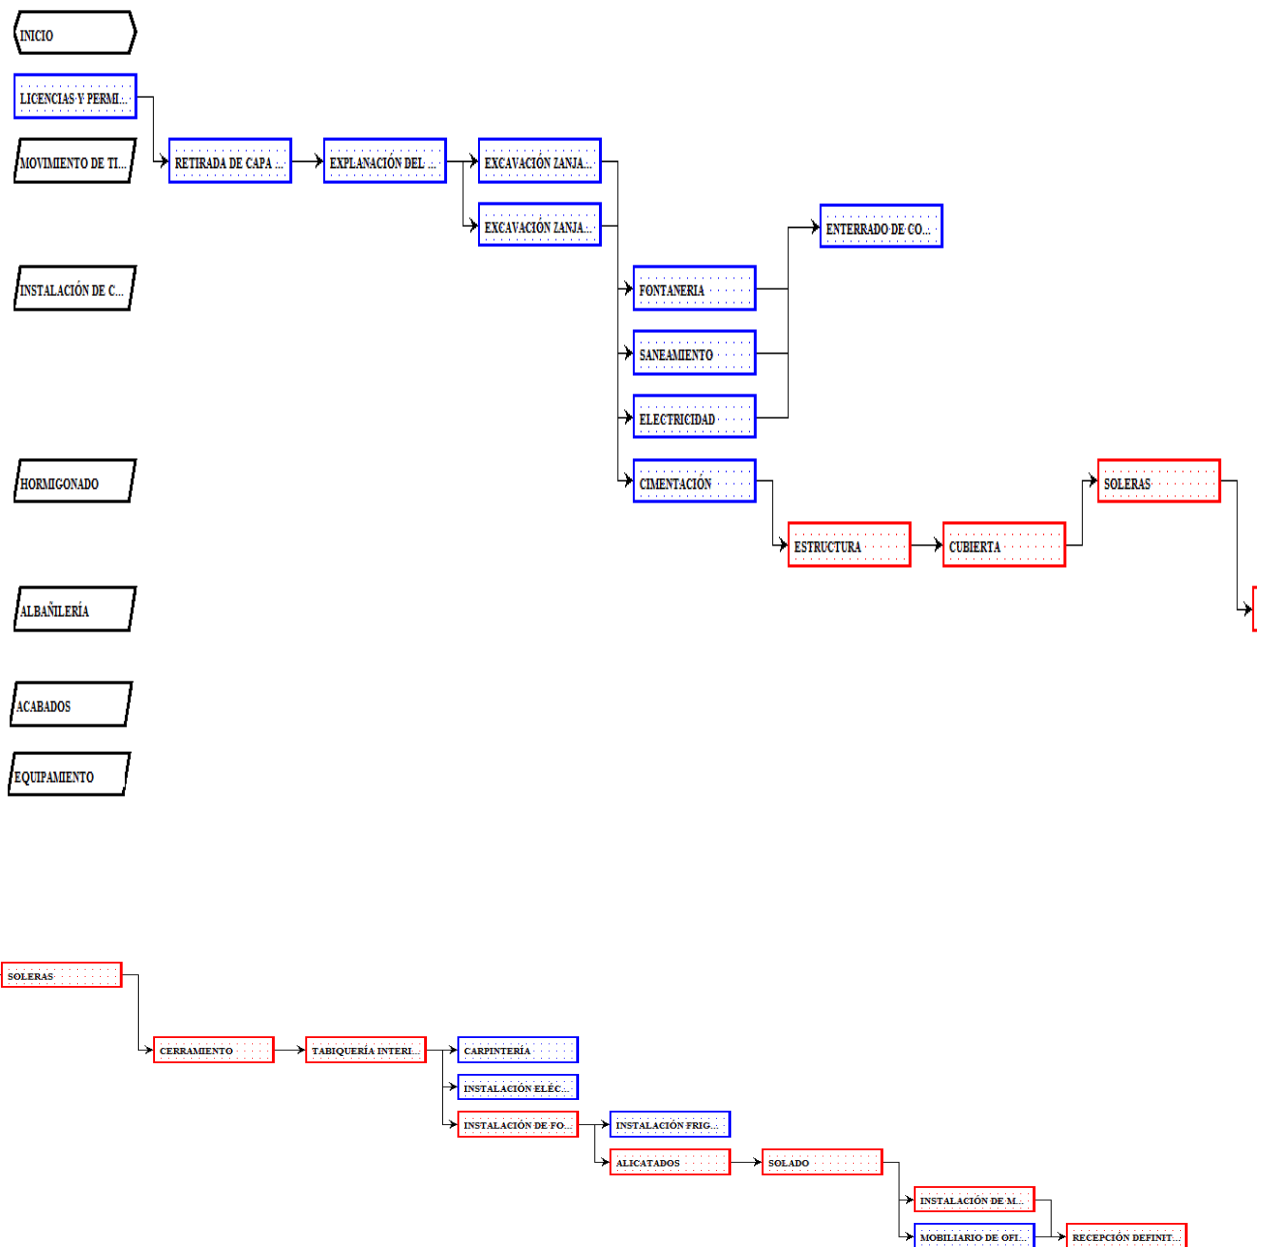 INICIO
LICENCIAS Y PERMI...
MOVIMIENTO DE TI...
RETIRADA DE CAPA ...
EXPLANACIÓN DEL ...
EXCAVACIÓN ZANJA...
EXCAVACIÓN ZANJA...
ENTERRADO DE CO...
INSTALACIÓN DE C...
FONTANERIA
SANEAMIENTO
ELECTRICIDAD
HORMIGONADO
CIMENTACIÓN
SOLERAS
ESTRUCTURA
CUBIERTA
ALBAÑILERÍA
ACABADOS
EQUIPAMIENTO
SOLERAS
CERRAMIENTO
TABIQUERÍA INTERI...
CARPINTERÍA
INSTALACIÓN ELÉC...
INSTALACIÓN DE FO...
INSTALACIÓN FRIG...
ALICATADOS
SOLADO
INSTALACIÓN DE M...
MOBILIARIO DE OFI...
RECEPCIÓN DEFINIT...